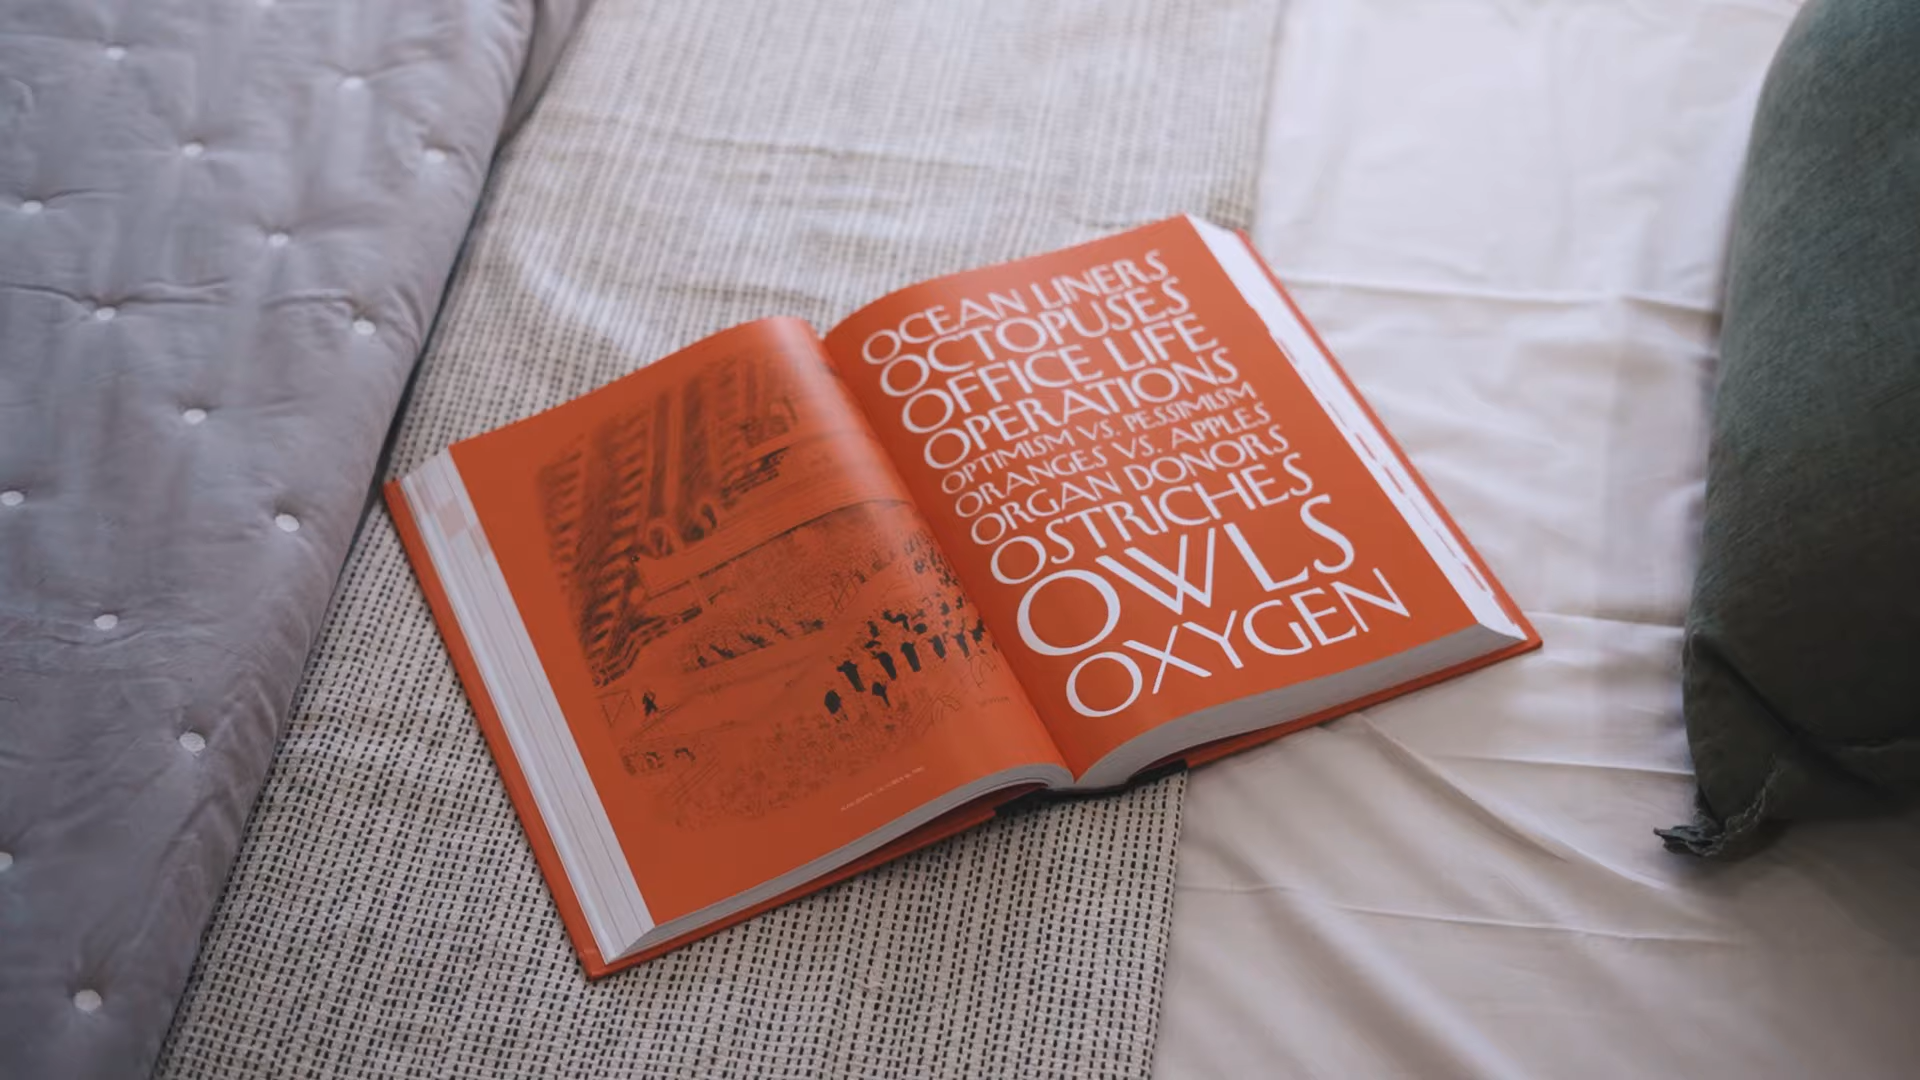 OCEAN LINERS
OCTOPUSES
OFFICE LIFE
OPERATIONS
OPTIMISM VS. PESSIMISM
ORANGES VS. APPLES
ORGAN DONORS
OSTRICHES
OWLS
OXYGEN